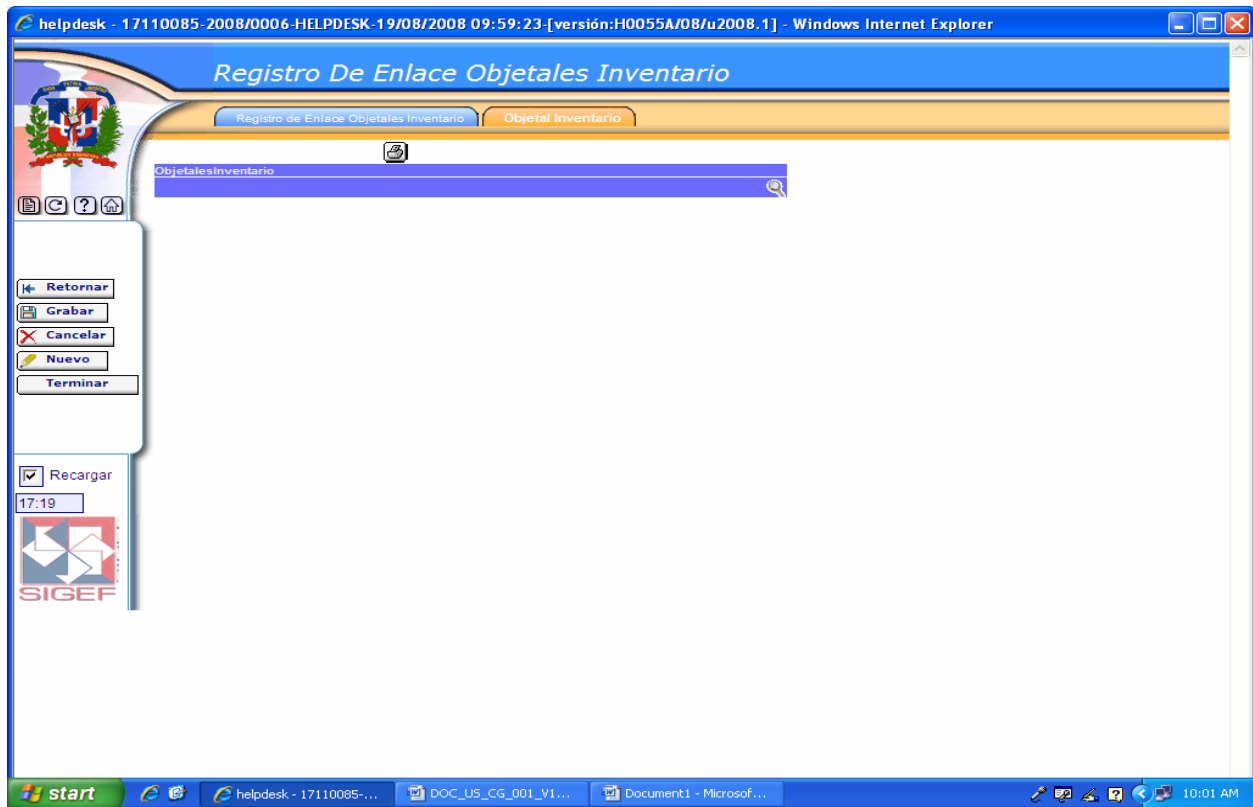 helpdesk - 17110085-2008/0006-HELPDESK-19/08/2008 09:59:23-[versión:H0055A/08/u2008.1] - Windows Internet Explorer
Registro De Enlace Objetales Inventario
Registro de Enlace Objetales Inventario
Objetal Inventario
ObjetalesInventario
Retornar
Grabar
Cancelar
Nuevo
Terminar
Recargar
17:19
SIGEF
start
helpdesk - 17110085-...
DOC_US_CG_001_V1...
Document1 - Microsof...
10:01 AM